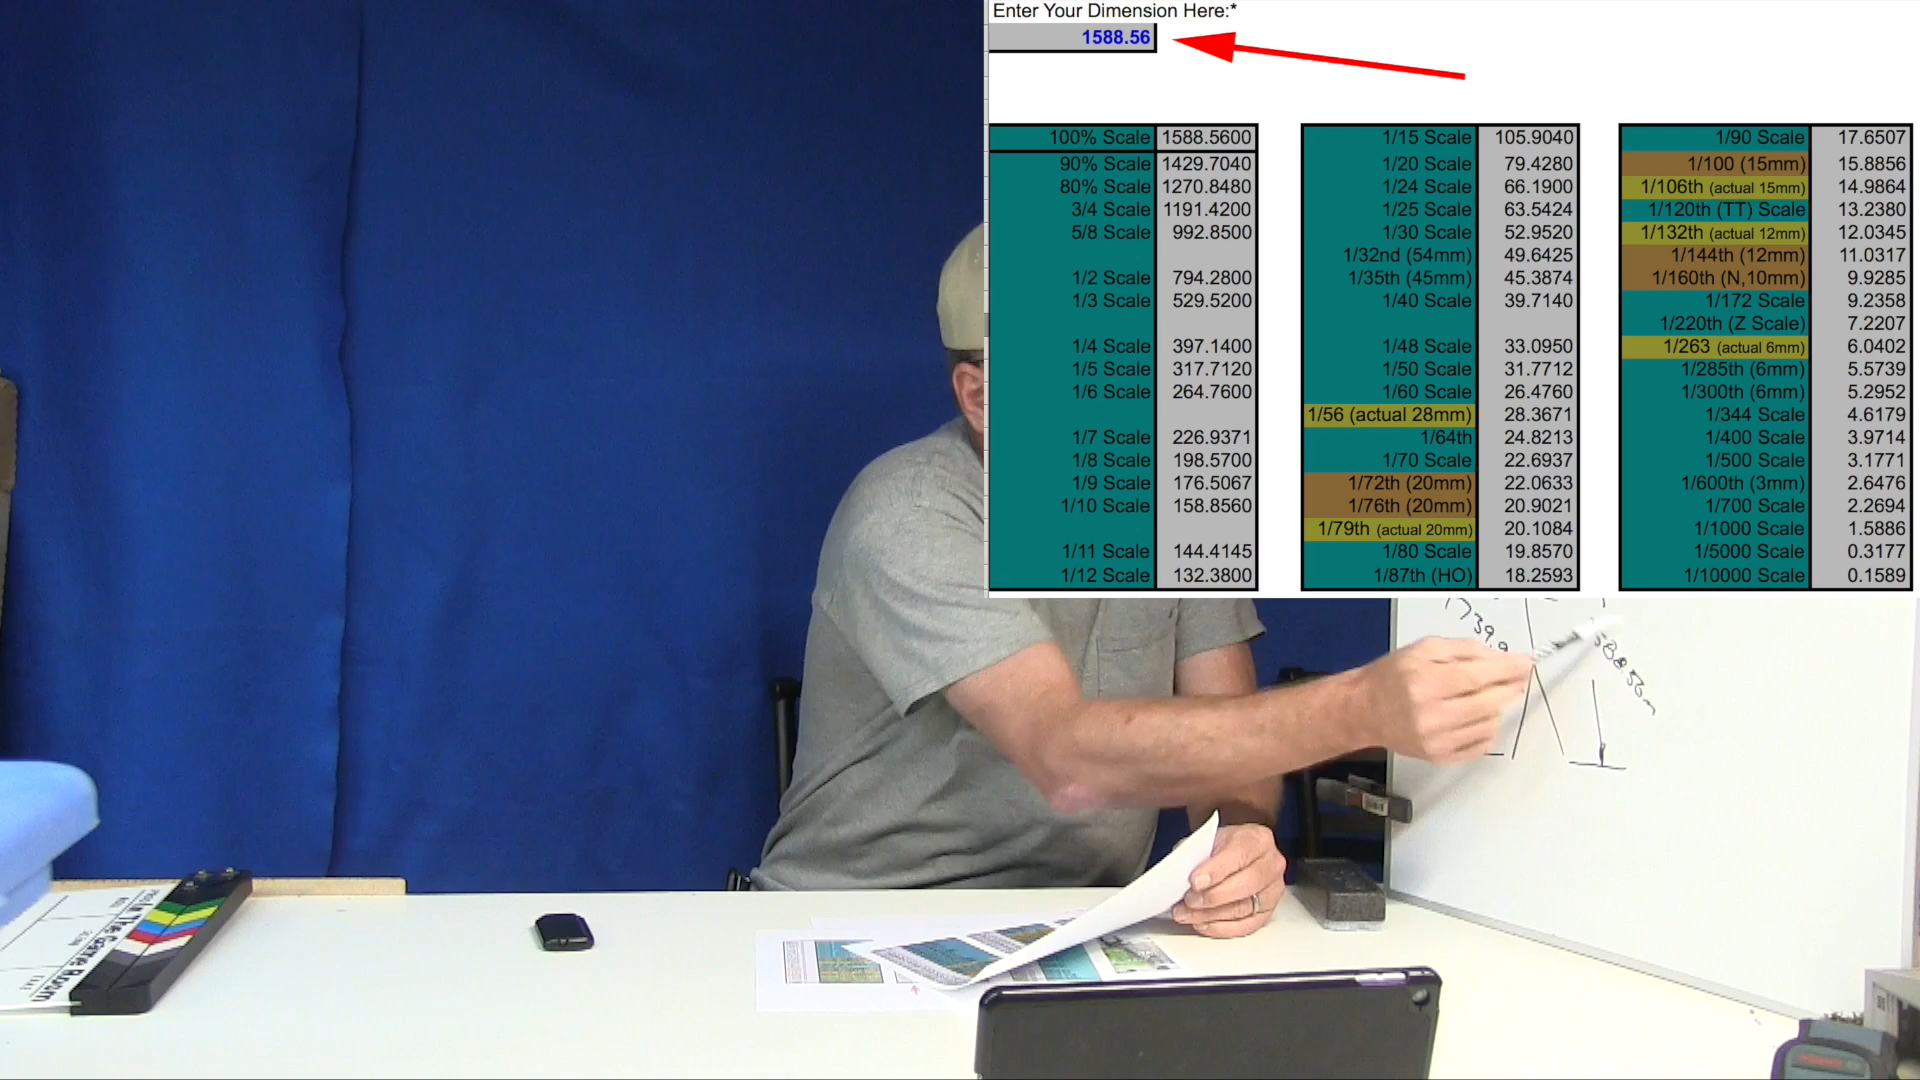 Enter Your Dimension Here:*
1588.56
100% Scale 1588.5600
90% Scale 1429.7040
80% Scale 1270.8480
3/4 Scale 1191.4200
5/8 Scale 992.8500
1/2 Scale 794.2800
1/3 Scale 529.5200
1/4 Scale 397.1400
1/5 Scale 317.7120
1/6 Scale 264.7600
1/7 Scale 226.9371
1/8 Scale 198.5700
1/9 Scale 176.5067
1/10 Scale 158.8560
1/11 Scale 144.4145
1/12 Scale 132.3800
1/15 Scale 105.9040
1/20 Scale 79.4280
1/24 Scale 66.1900
1/25 Scale 63.5424
1/30 Scale 52.9520
1/32nd (54mm) 49.6425
1/35th (45mm) 45.3874
1/40 Scale 39.7140
1/48 Scale 33.0950
1/50 Scale 31.7712
1/60 Scale 26.4760
1/56 (actual 28mm) 28.3671
1/64th 24.8213
1/70 Scale 22.6937
1/72th (20mm) 22.0633
1/76th (20mm) 20.9021
1/79th (actual 20mm) 20.1084
1/80 Scale 19.8570
1/87th (HO) 18.2593
1/90 Scale 17.6507
1/100 (15mm) 15.8856
1/106th (actual 15mm) 14.9864
1/120th (TT) Scale 13.2380
1/132th (actual 12mm) 12.0345
1/144th (12mm) 11.0317
1/160th (N,10mm) 9.9285
1/172 Scale 9.2358
1/220th (Z Scale) 7.2207
1/263 (actual 6mm) 6.0402
1/285th (6mm) 5.5739
1/300th (6mm) 5.2952
1/344 Scale 4.6179
1/400 Scale 3.9714
1/500 Scale 3.1771
1/600th (3mm) 2.6476
1/700 Scale 2.2694
1/1000 Scale 1.5886
1/5000 Scale 0.3177
1/10000 Scale 0.1589
1739.9
588.56m